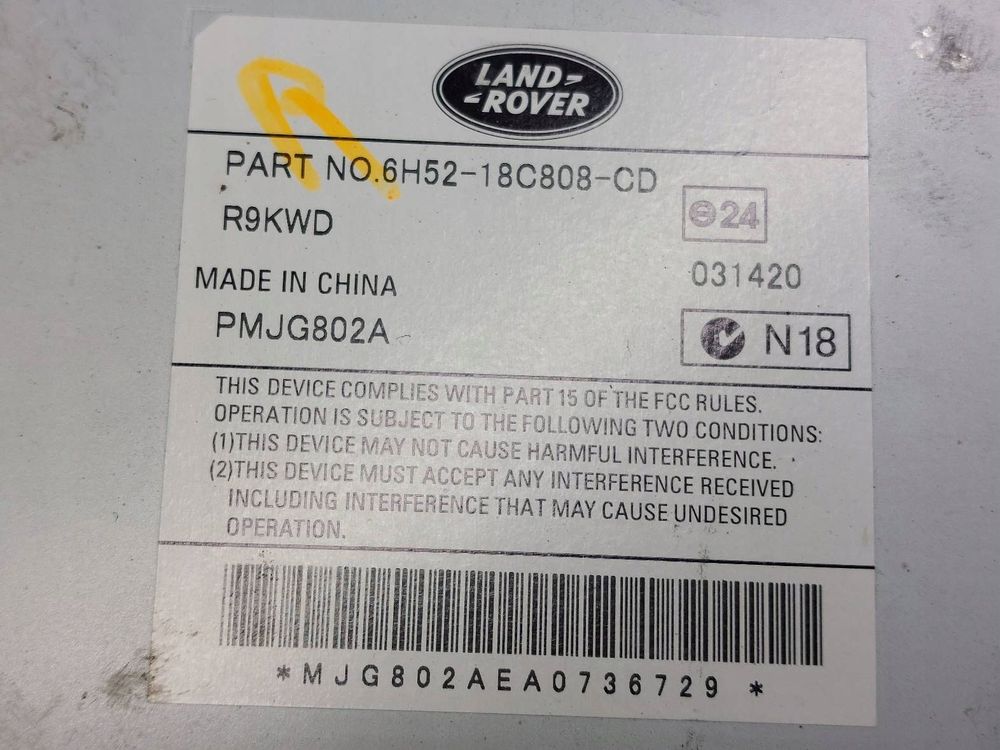 LAND-
-ROVER
PART NO.6H52-18C808-CD
R9KWD
e24
MADE IN CHINA
031420
PMJG802A
N18
THIS DEVICE COMPLIES WITH PART 15 OF THE FCC RULES.
OPERATION IS SUBJECT TO THE FOLLOWING TWO CONDITIONS:
(1)THIS DEVICE MAY NOT CAUSE HARMFUL INTERFERENCE.
(2)THIS DEVICE MUST ACCEPT ANY INTERFERENCE RECEIVED
INCLUDING INTERFERENCE THAT MAY CAUSE UNDESIRED
OPERATION.
*MJG802AEA0736729*